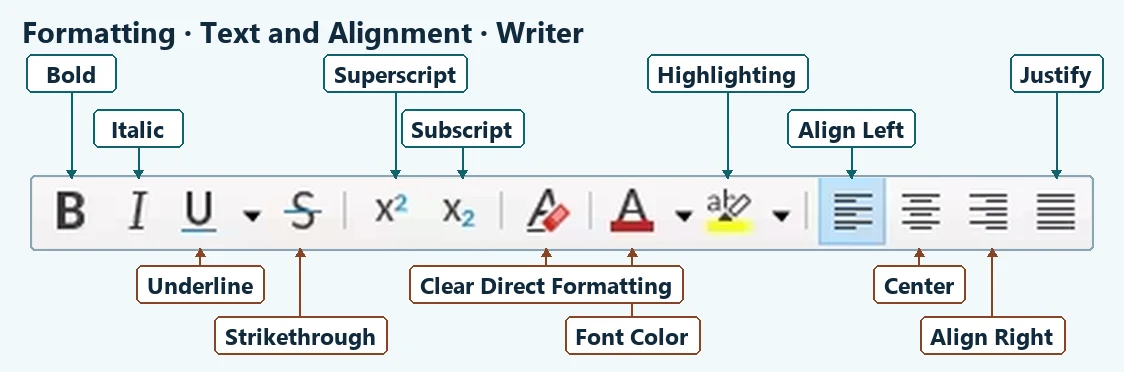 Formatting · Text and Alignment · Writer
Bold Superscript Highlighting Justify
Italic Subscript Align Left
B I U S x² x₂ A A ab
Underline Clear Direct Formatting Center
Strikethrough Font Color Align Right